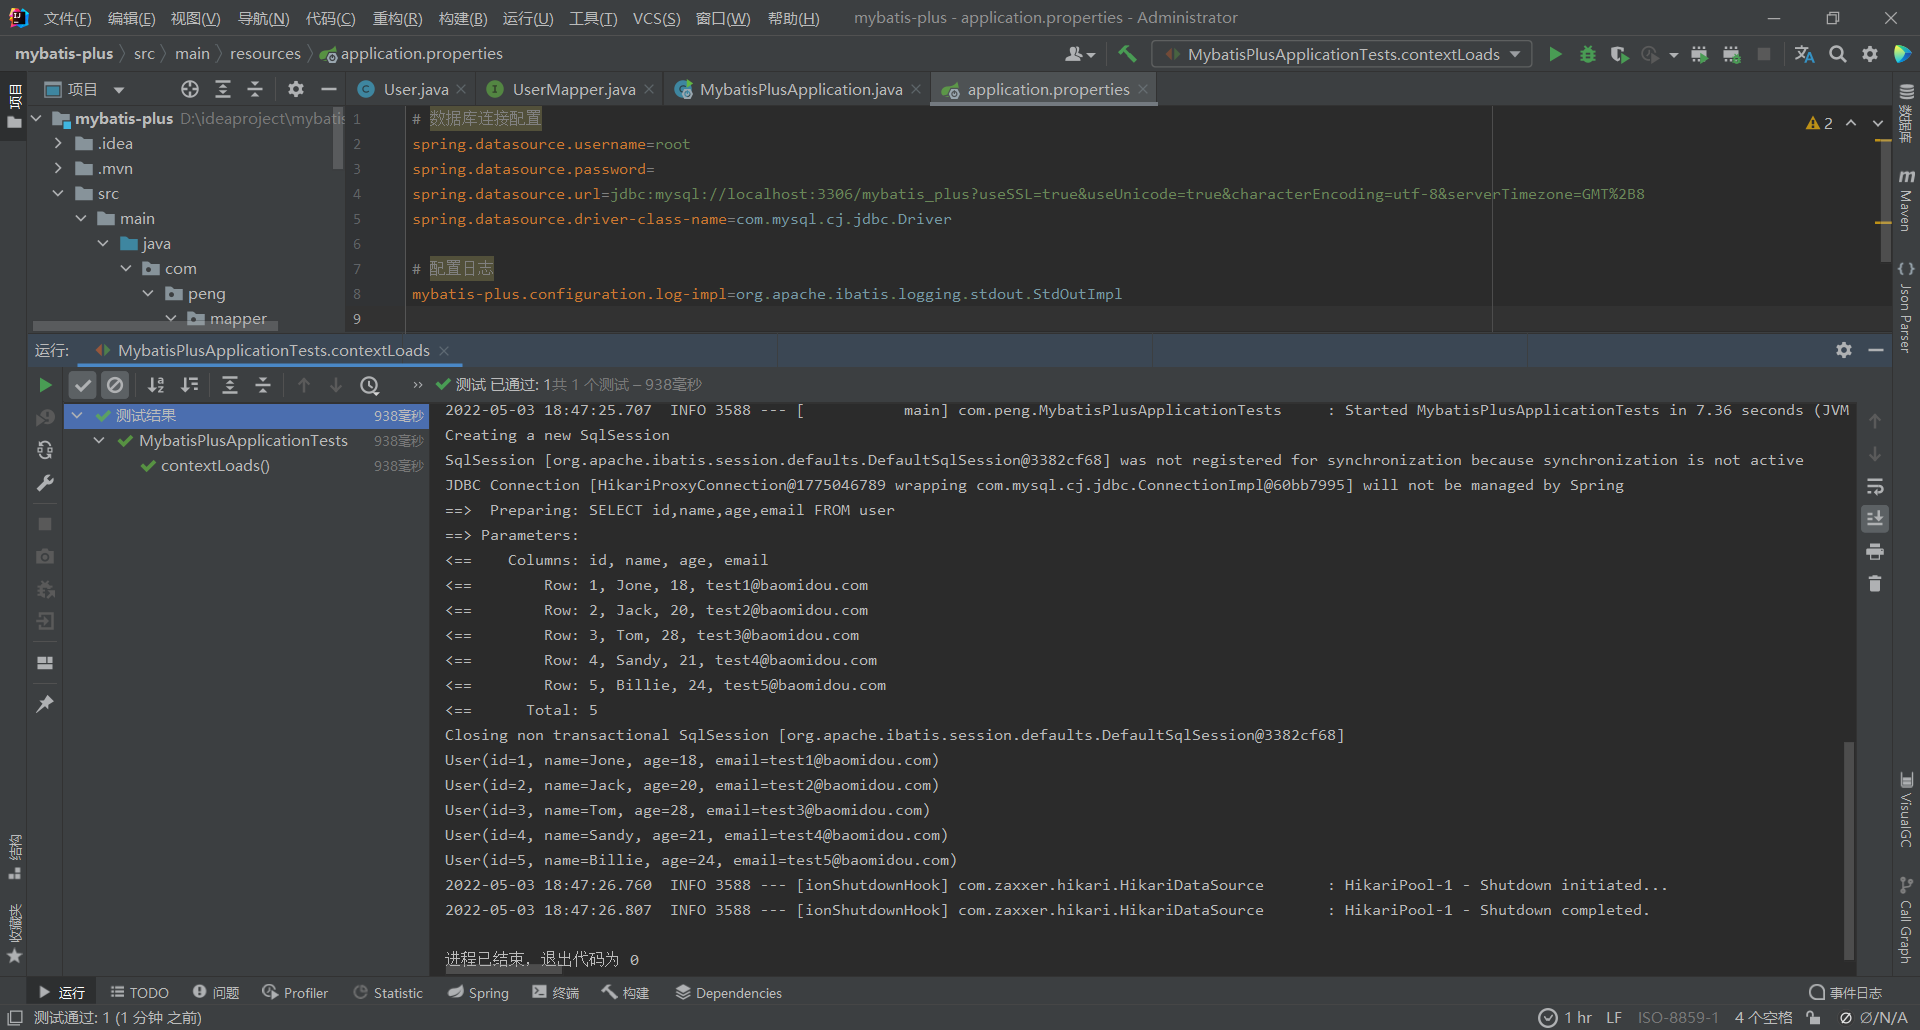 文件(F) 编辑(E) 视图(V) 导航(N) 代码(C) 重构(R) 构建(B) 运行(U) 工具(T) VCS(S) 窗口(W) 帮助(H) mybatis-plus - application.properties - Administrator
mybatis-plus src main resources application.properties MybatisPlusApplicationTests.contextLoads
项目 User.java UserMapper.java MybatisPlusApplication.java application.properties
项目
mybatis-plus D:\ideaproject\mybatis
.idea
.mvn
src
main
java
com
peng
mapper
1 # 数据库连接配置
2 spring.datasource.username=root
3 spring.datasource.password=
4 spring.datasource.url=jdbc:mysql://localhost:3306/mybatis_plus?useSSL=true&useUnicode=true&characterEncoding=utf-8&serverTimezone=GMT%2B8
5 spring.datasource.driver-class-name=com.mysql.cj.jdbc.Driver
6
7 # 配置日志
8 mybatis-plus.configuration.log-impl=org.apache.ibatis.logging.stdout.StdOutImpl
9
2
数据库
Maven
Json Parser
运行: MybatisPlusApplicationTests.contextLoads
» 测试 已通过: 1共 1 个测试 – 938毫秒
测试结果 938毫秒
MybatisPlusApplicationTests 938毫秒
contextLoads() 938毫秒
2022-05-03 18:47:25.707  INFO 3588 --- [           main] com.peng.MybatisPlusApplicationTests     : Started MybatisPlusApplicationTests in 7.36 seconds (JVM
Creating a new SqlSession
SqlSession [org.apache.ibatis.session.defaults.DefaultSqlSession@3382cf68] was not registered for synchronization because synchronization is not active
JDBC Connection [HikariProxyConnection@1775046789 wrapping com.mysql.cj.jdbc.ConnectionImpl@60bb7995] will not be managed by Spring
==>  Preparing: SELECT id,name,age,email FROM user
==> Parameters:
<==    Columns: id, name, age, email
<==        Row: 1, Jone, 18, test1@baomidou.com
<==        Row: 2, Jack, 20, test2@baomidou.com
<==        Row: 3, Tom, 28, test3@baomidou.com
<==        Row: 4, Sandy, 21, test4@baomidou.com
<==        Row: 5, Billie, 24, test5@baomidou.com
<==      Total: 5
Closing non transactional SqlSession [org.apache.ibatis.session.defaults.DefaultSqlSession@3382cf68]
User(id=1, name=Jone, age=18, email=test1@baomidou.com)
User(id=2, name=Jack, age=20, email=test2@baomidou.com)
User(id=3, name=Tom, age=28, email=test3@baomidou.com)
User(id=4, name=Sandy, age=21, email=test4@baomidou.com)
User(id=5, name=Billie, age=24, email=test5@baomidou.com)
2022-05-03 18:47:26.760  INFO 3588 --- [ionShutdownHook] com.zaxxer.hikari.HikariDataSource       : HikariPool-1 - Shutdown initiated...
2022-05-03 18:47:26.807  INFO 3588 --- [ionShutdownHook] com.zaxxer.hikari.HikariDataSource       : HikariPool-1 - Shutdown completed.
进程已结束，退出代码为 0
结构
收藏夹
VisualGC
Call Graph
运行 TODO 问题 Profiler Statistic Spring 终端 构建 Dependencies 事件日志
测试通过: 1 (1 分钟 之前) 1 hr LF ISO-8859-1 4 个空格 Ø/N/A